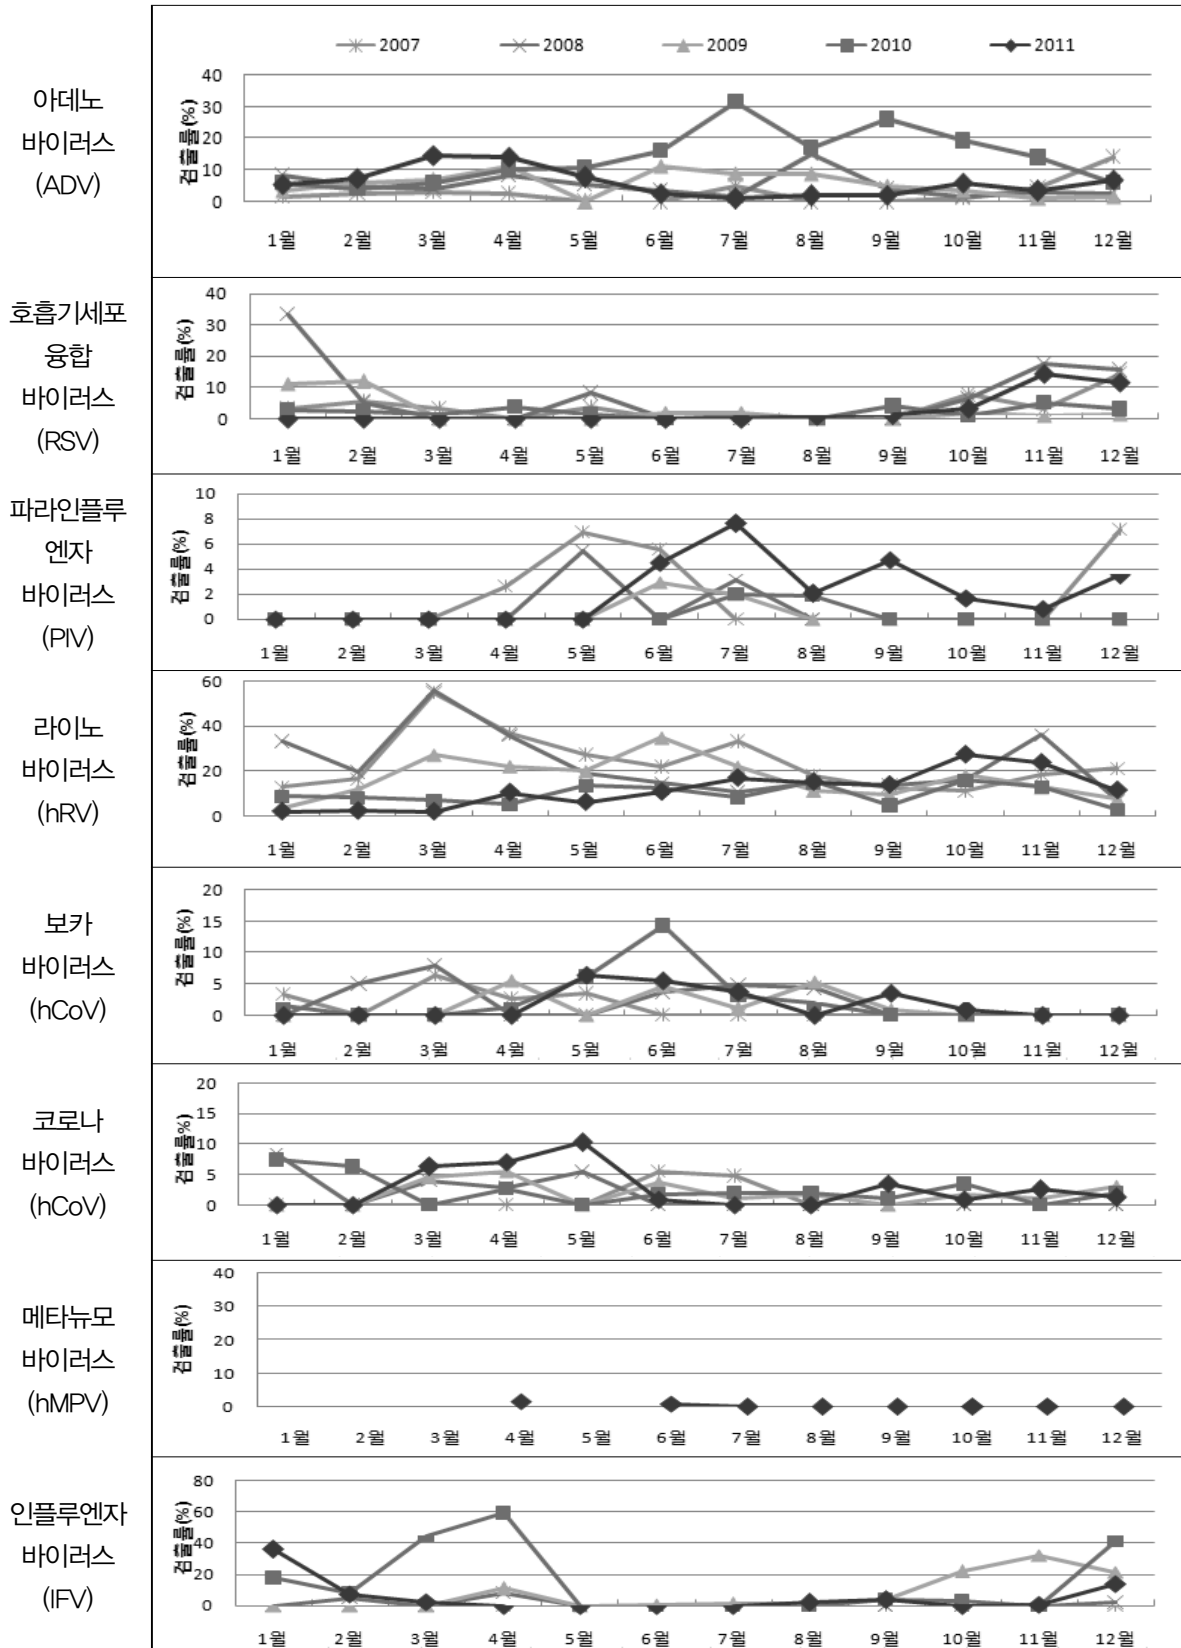 2007 2008 2009 2010 2011
아데노
바이러스
(ADV)
검출률(%)
40
30
20
10
0
1월 2월 3월 4월 5월 6월 7월 8월 9월 10월 11월 12월
호흡기세포
융합
바이러스
(RSV)
검출률(%)
40
30
20
10
0
1월 2월 3월 4월 5월 6월 7월 8월 9월 10월 11월 12월
파라인플루
엔자
바이러스
(PIV)
검출률(%)
10
8
6
4
2
0
1월 2월 3월 4월 5월 6월 7월 8월 9월 10월 11월 12월
라이노
바이러스
(hRV)
검출률(%)
60
40
20
0
1월 2월 3월 4월 5월 6월 7월 8월 9월 10월 11월 12월
보카
바이러스
(hCoV)
검출률(%)
20
15
10
5
0
1월 2월 3월 4월 5월 6월 7월 8월 9월 10월 11월 12월
코로나
바이러스
(hCoV)
검출률%)
20
15
10
5
0
1월 2월 3월 4월 5월 6월 7월 8월 9월 10월 11월 12월
메타뉴모
바이러스
(hMPV)
검출률(%)
40
30
20
10
0
1월 2월 3월 4월 5월 6월 7월 8월 9월 10월 11월 12월
인플루엔자
바이러스
(IFV)
검출률(%)
80
60
40
20
0
1월 2월 3월 4월 5월 6월 7월 8월 9월 10월 11월 12월